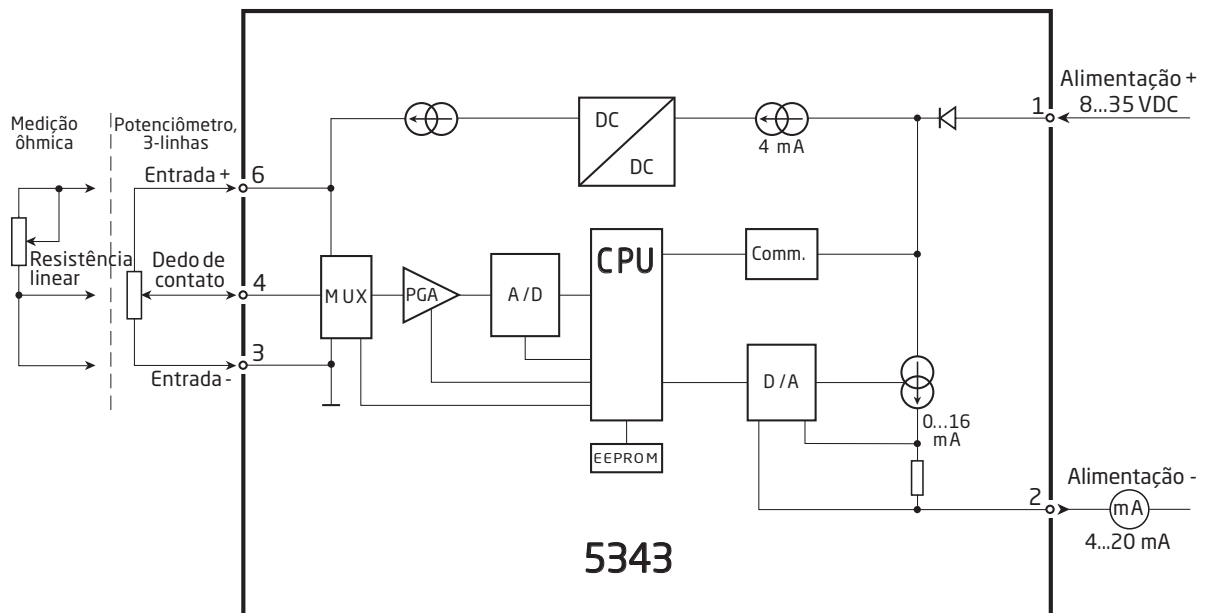 Medição
ôhmica
Potenciômetro,
3-linhas
Entrada +
6
Resistência
linear
Dedo de
contato
4
3
Entrada -
DC
DC
4 mA
1
Alimentação +
8...35 VDC
MUX
PGA
A/D
CPU
Comm.
D/A
0...16
mA
EEPROM
2
Alimentação -
mA
4...20 mA
5343